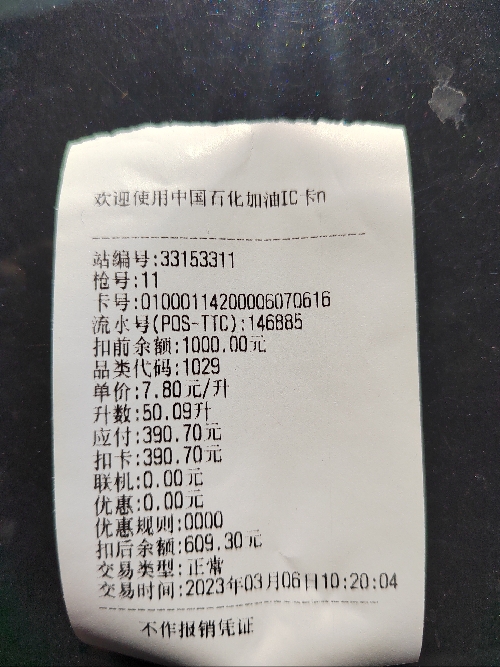 欢迎使用中国石化加油IC卡n
站编号:33153311
枪号:11
卡号:01000114200006070616
流水号(POS-TTC):146885
扣前余额:1000.00元
品类代码:1029
单价:7.80元/升
升数:50.09升
应付:390.70元
扣卡:390.70元
联机:0.00元
优惠:0.00元
优惠规则:0000
扣后余额:609.30元
交易类型:正常
交易时间:2023年03月06日10:20:04
不作报销凭证